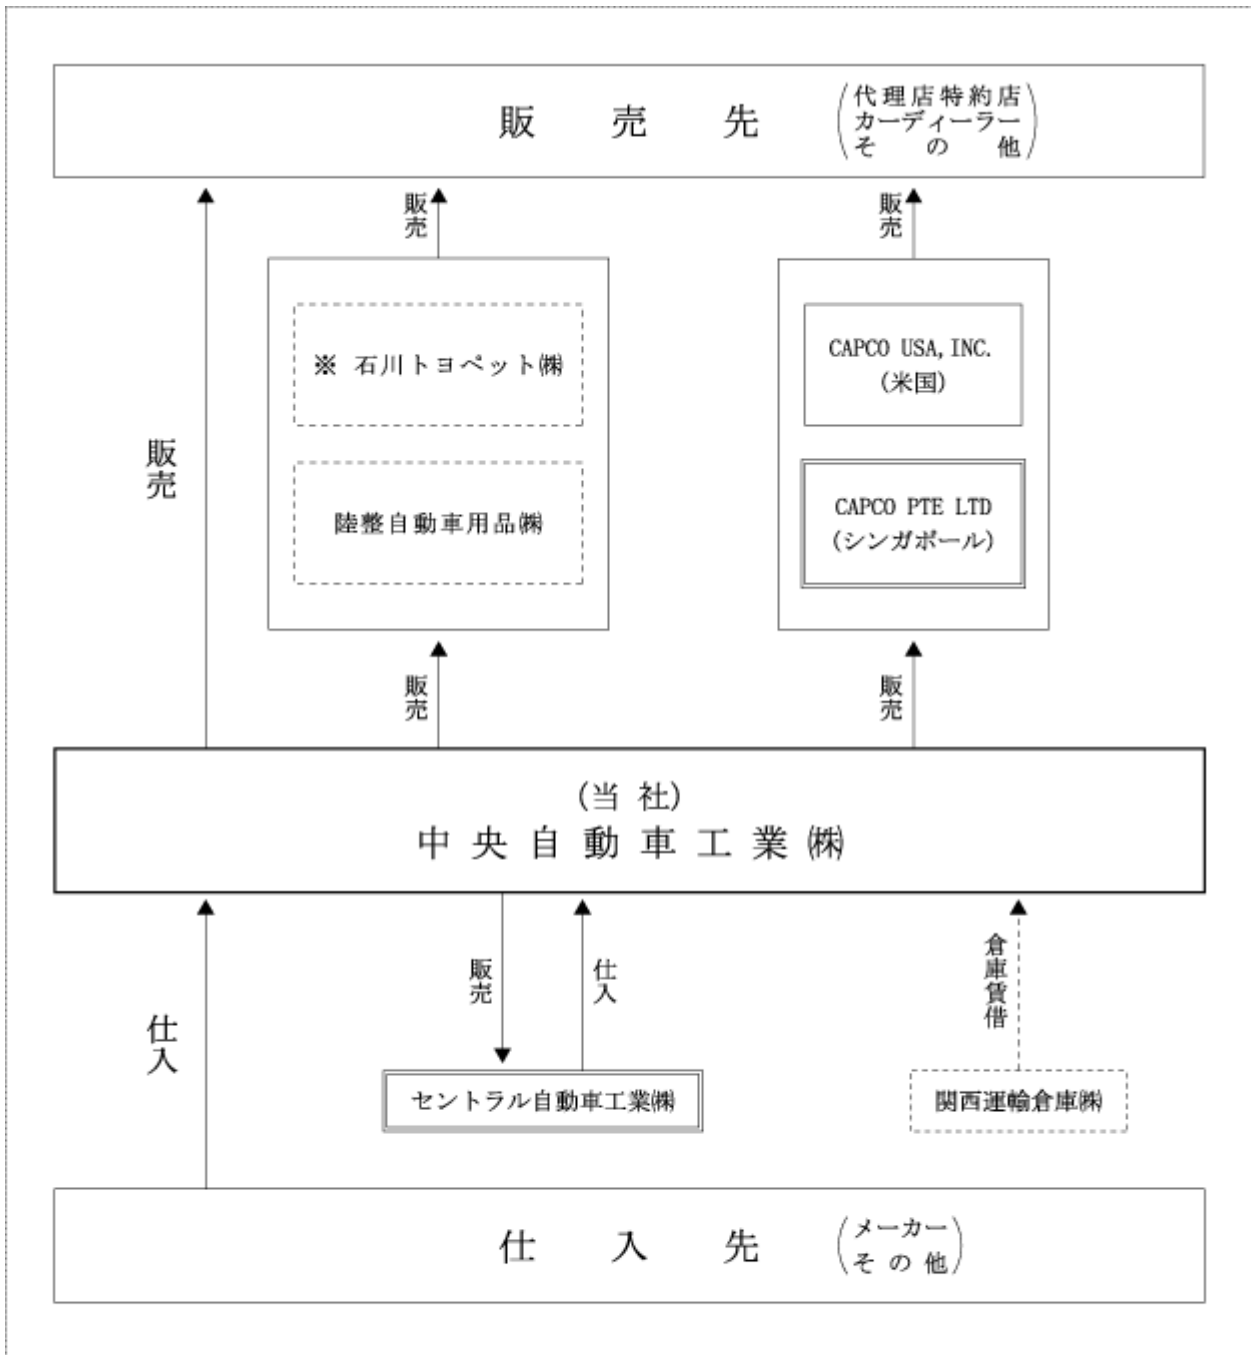 販売先
代理店特約店
カーディーラー
その他
販売
販売
販売
※ 石川トヨペット㈱
陸整自動車用品㈱
CAPCO USA, INC.
(米国)
CAPCO PTE LTD
(シンガポール)
販売
販売
(当社)
中央自動車工業㈱
仕入
販売
仕入
倉庫賃借
セントラル自動車工業㈱
関西運輸倉庫㈱
仕入先
メーカー
その他